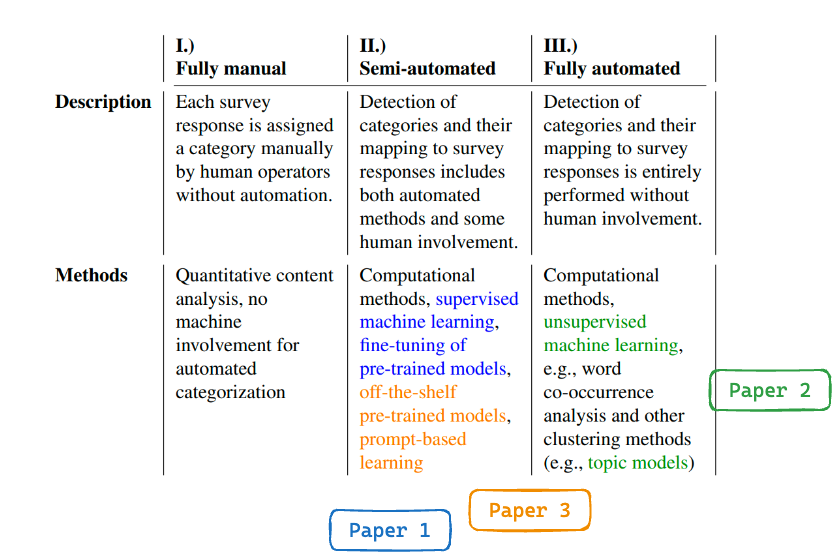 I.)
Fully manual
II.)
Semi-automated
III.)
Fully automated
Description
Each survey
response is assigned
a category manually
by human operators
without automation.
Detection of
categories and their
mapping to survey
responses includes
both automated
methods and some
human involvement.
Detection of
categories and their
mapping to survey
responses is entirely
performed without
human involvement.
Methods
Quantitative content
analysis, no
machine
involvement for
automated
categorization
Computational
methods, supervised
machine learning,
fine-tuning of
pre-trained models,
off-the-shelf
pre-trained models,
prompt-based
learning
Computational
methods,
unsupervised
machine learning,
e.g., word
co-occurrence
analysis and other
clustering methods
(e.g., topic models)
Paper 2
Paper 3
Paper 1